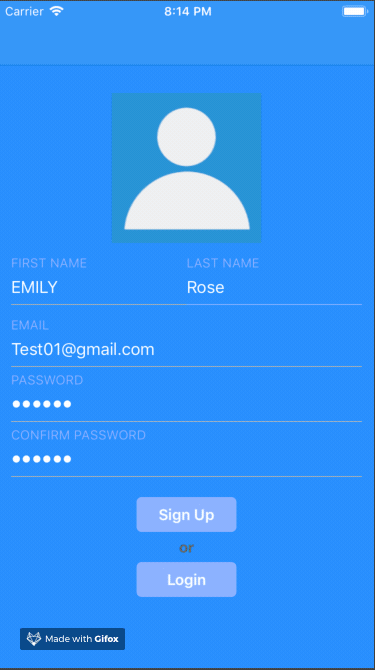 Carrier 8:14 PM
FIRST NAME LAST NAME
EMILY Rose
EMAIL
Test01@gmail.com
PASSWORD
●●●●●●
CONFIRM PASSWORD
●●●●●●
Sign Up
or
Login
Made with Gifox